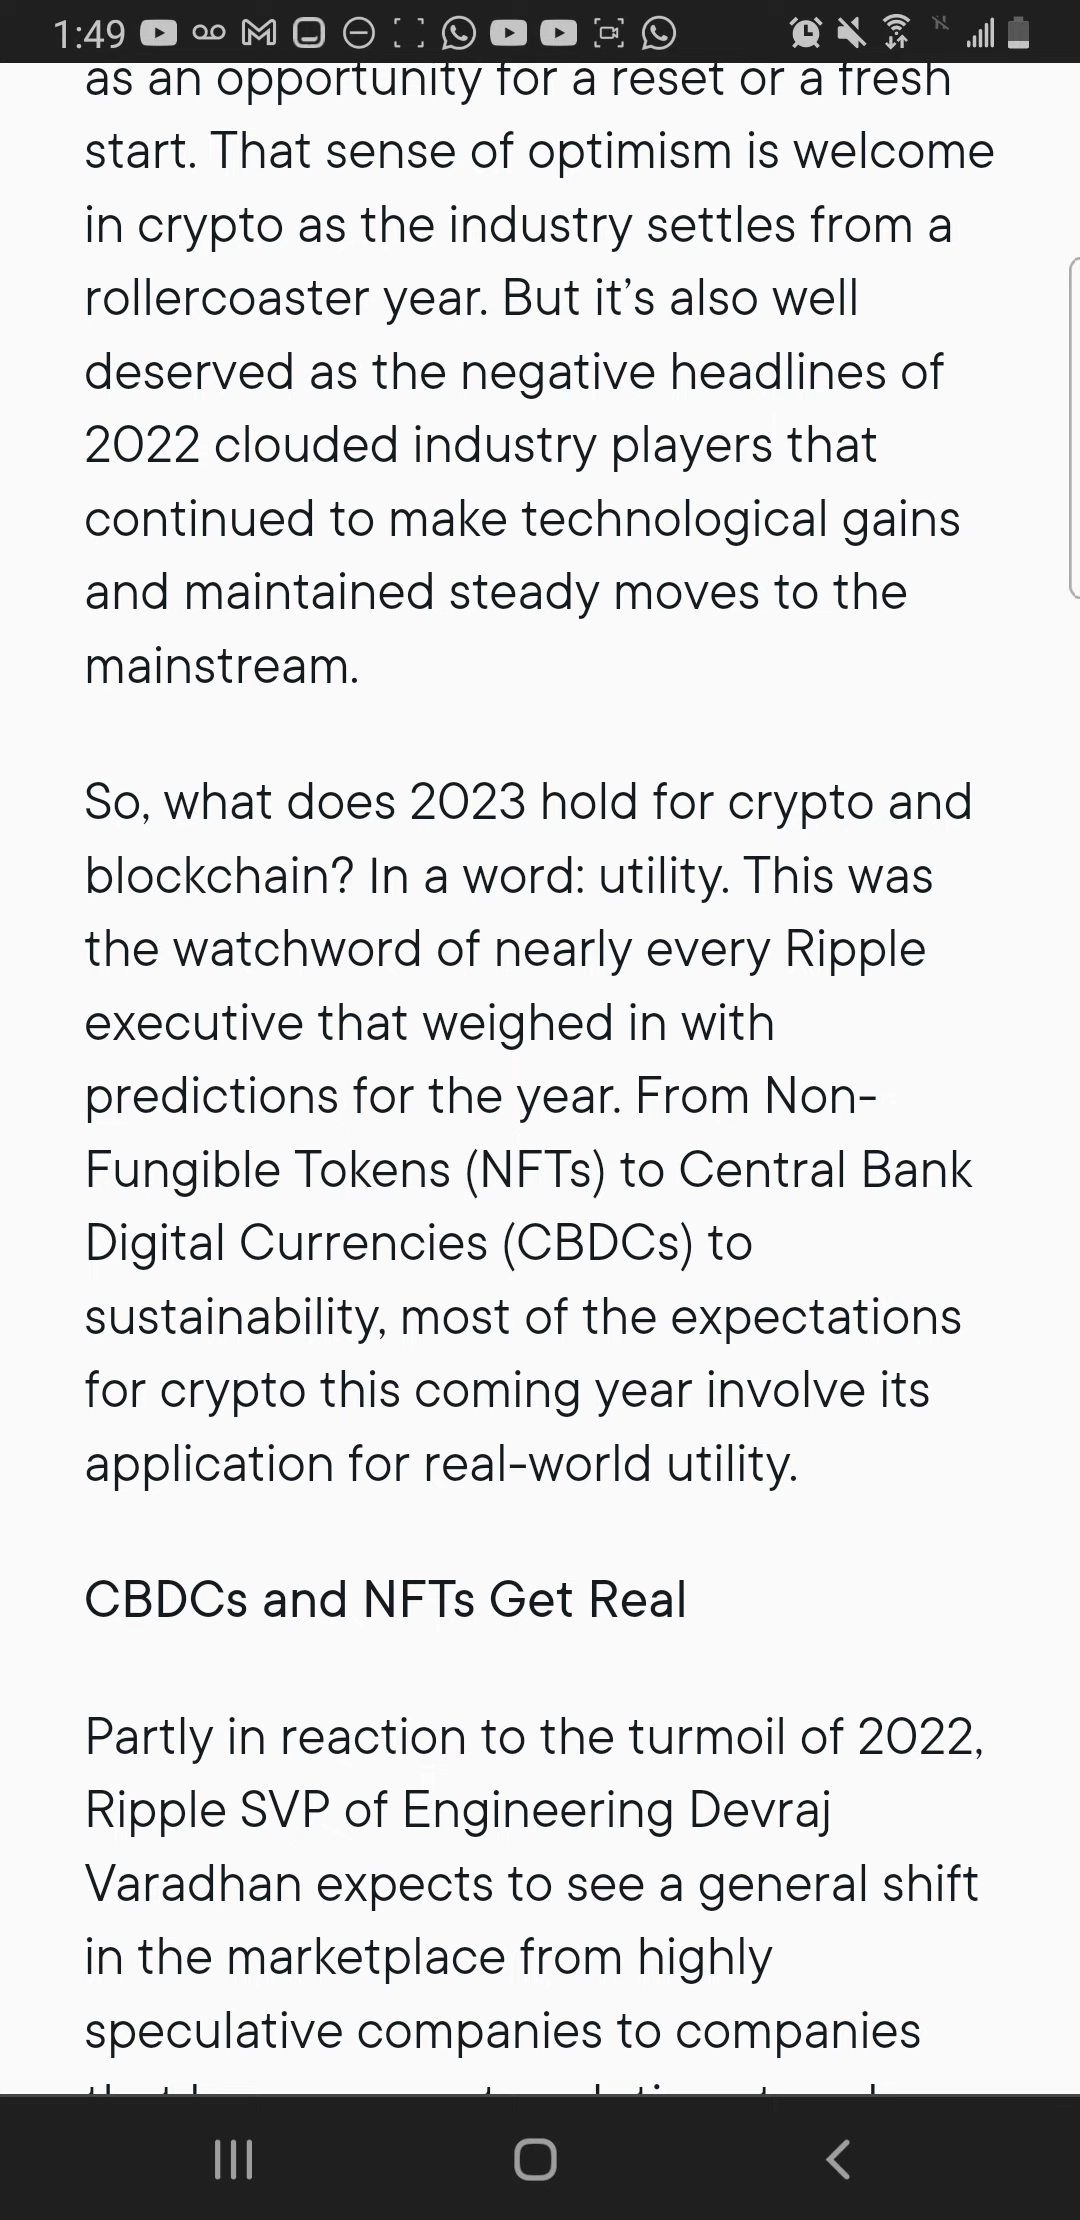 1:49
as an opportunity for a reset or a fresh
start. That sense of optimism is welcome
in crypto as the industry settles from a
rollercoaster year. But it’s also well
deserved as the negative headlines of
2022 clouded industry players that
continued to make technological gains
and maintained steady moves to the
mainstream.
So, what does 2023 hold for crypto and
blockchain? In a word: utility. This was
the watchword of nearly every Ripple
executive that weighed in with
predictions for the year. From Non-
Fungible Tokens (NFTs) to Central Bank
Digital Currencies (CBDCs) to
sustainability, most of the expectations
for crypto this coming year involve its
application for real-world utility.
CBDCs and NFTs Get Real
Partly in reaction to the turmoil of 2022,
Ripple SVP of Engineering Devraj
Varadhan expects to see a general shift
in the marketplace from highly
speculative companies to companies